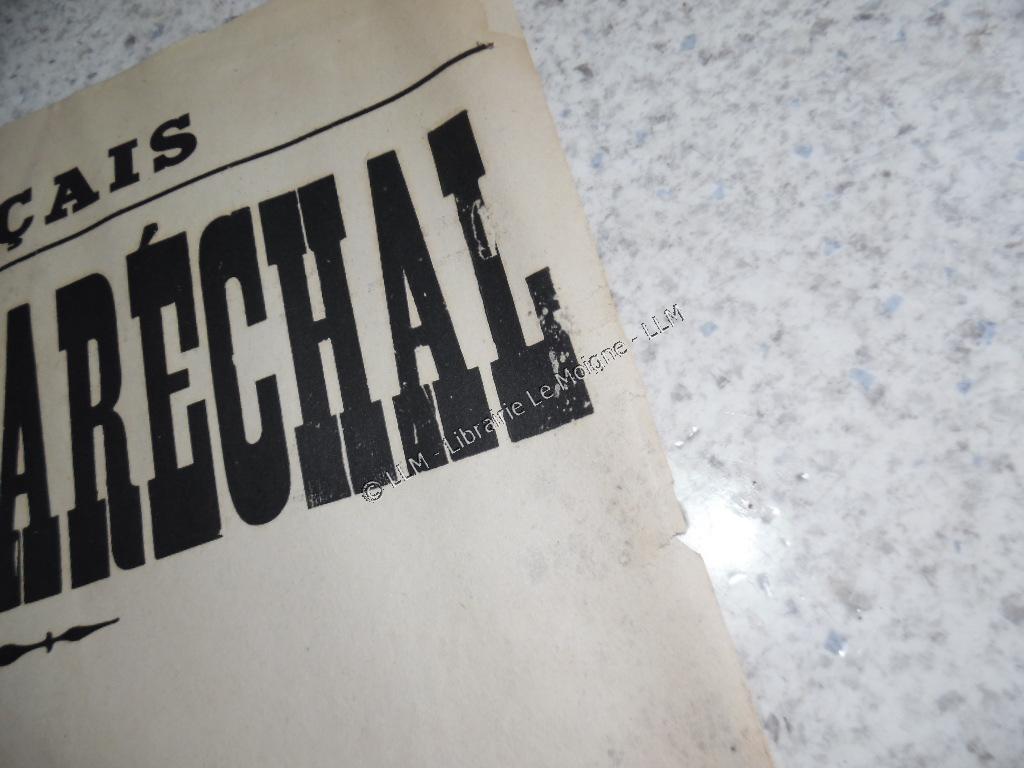 ÇAIS
ARÉCHAL
© LLM - Librairie Le Moigne - LLM